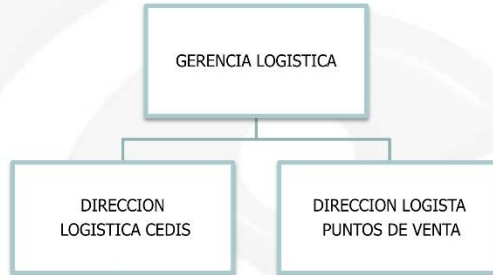 GERENCIA LOGISTICA
DIRECCION
LOGISTICA CEDIS
DIRECCION LOGISTA
PUNTOS DE VENTA